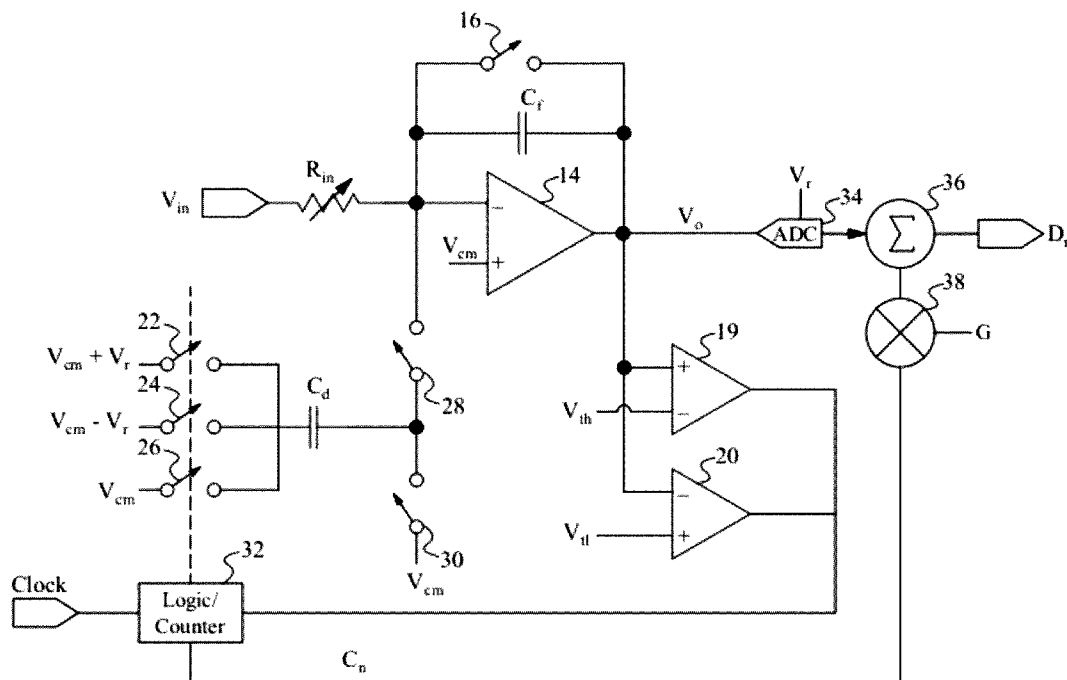 16
C_f
R_in
14
V_in
V_r
34
36
V_o
ADC
Σ
D_r
V_cm
-
+
38
22
19
G
V_cm + V_r
24
C_d
28
+
V_cm - V_r
V_th
-
26
20
V_cm
-
V_tl
+
30
32
V_cm
Clock
Logic/
Counter
C_n